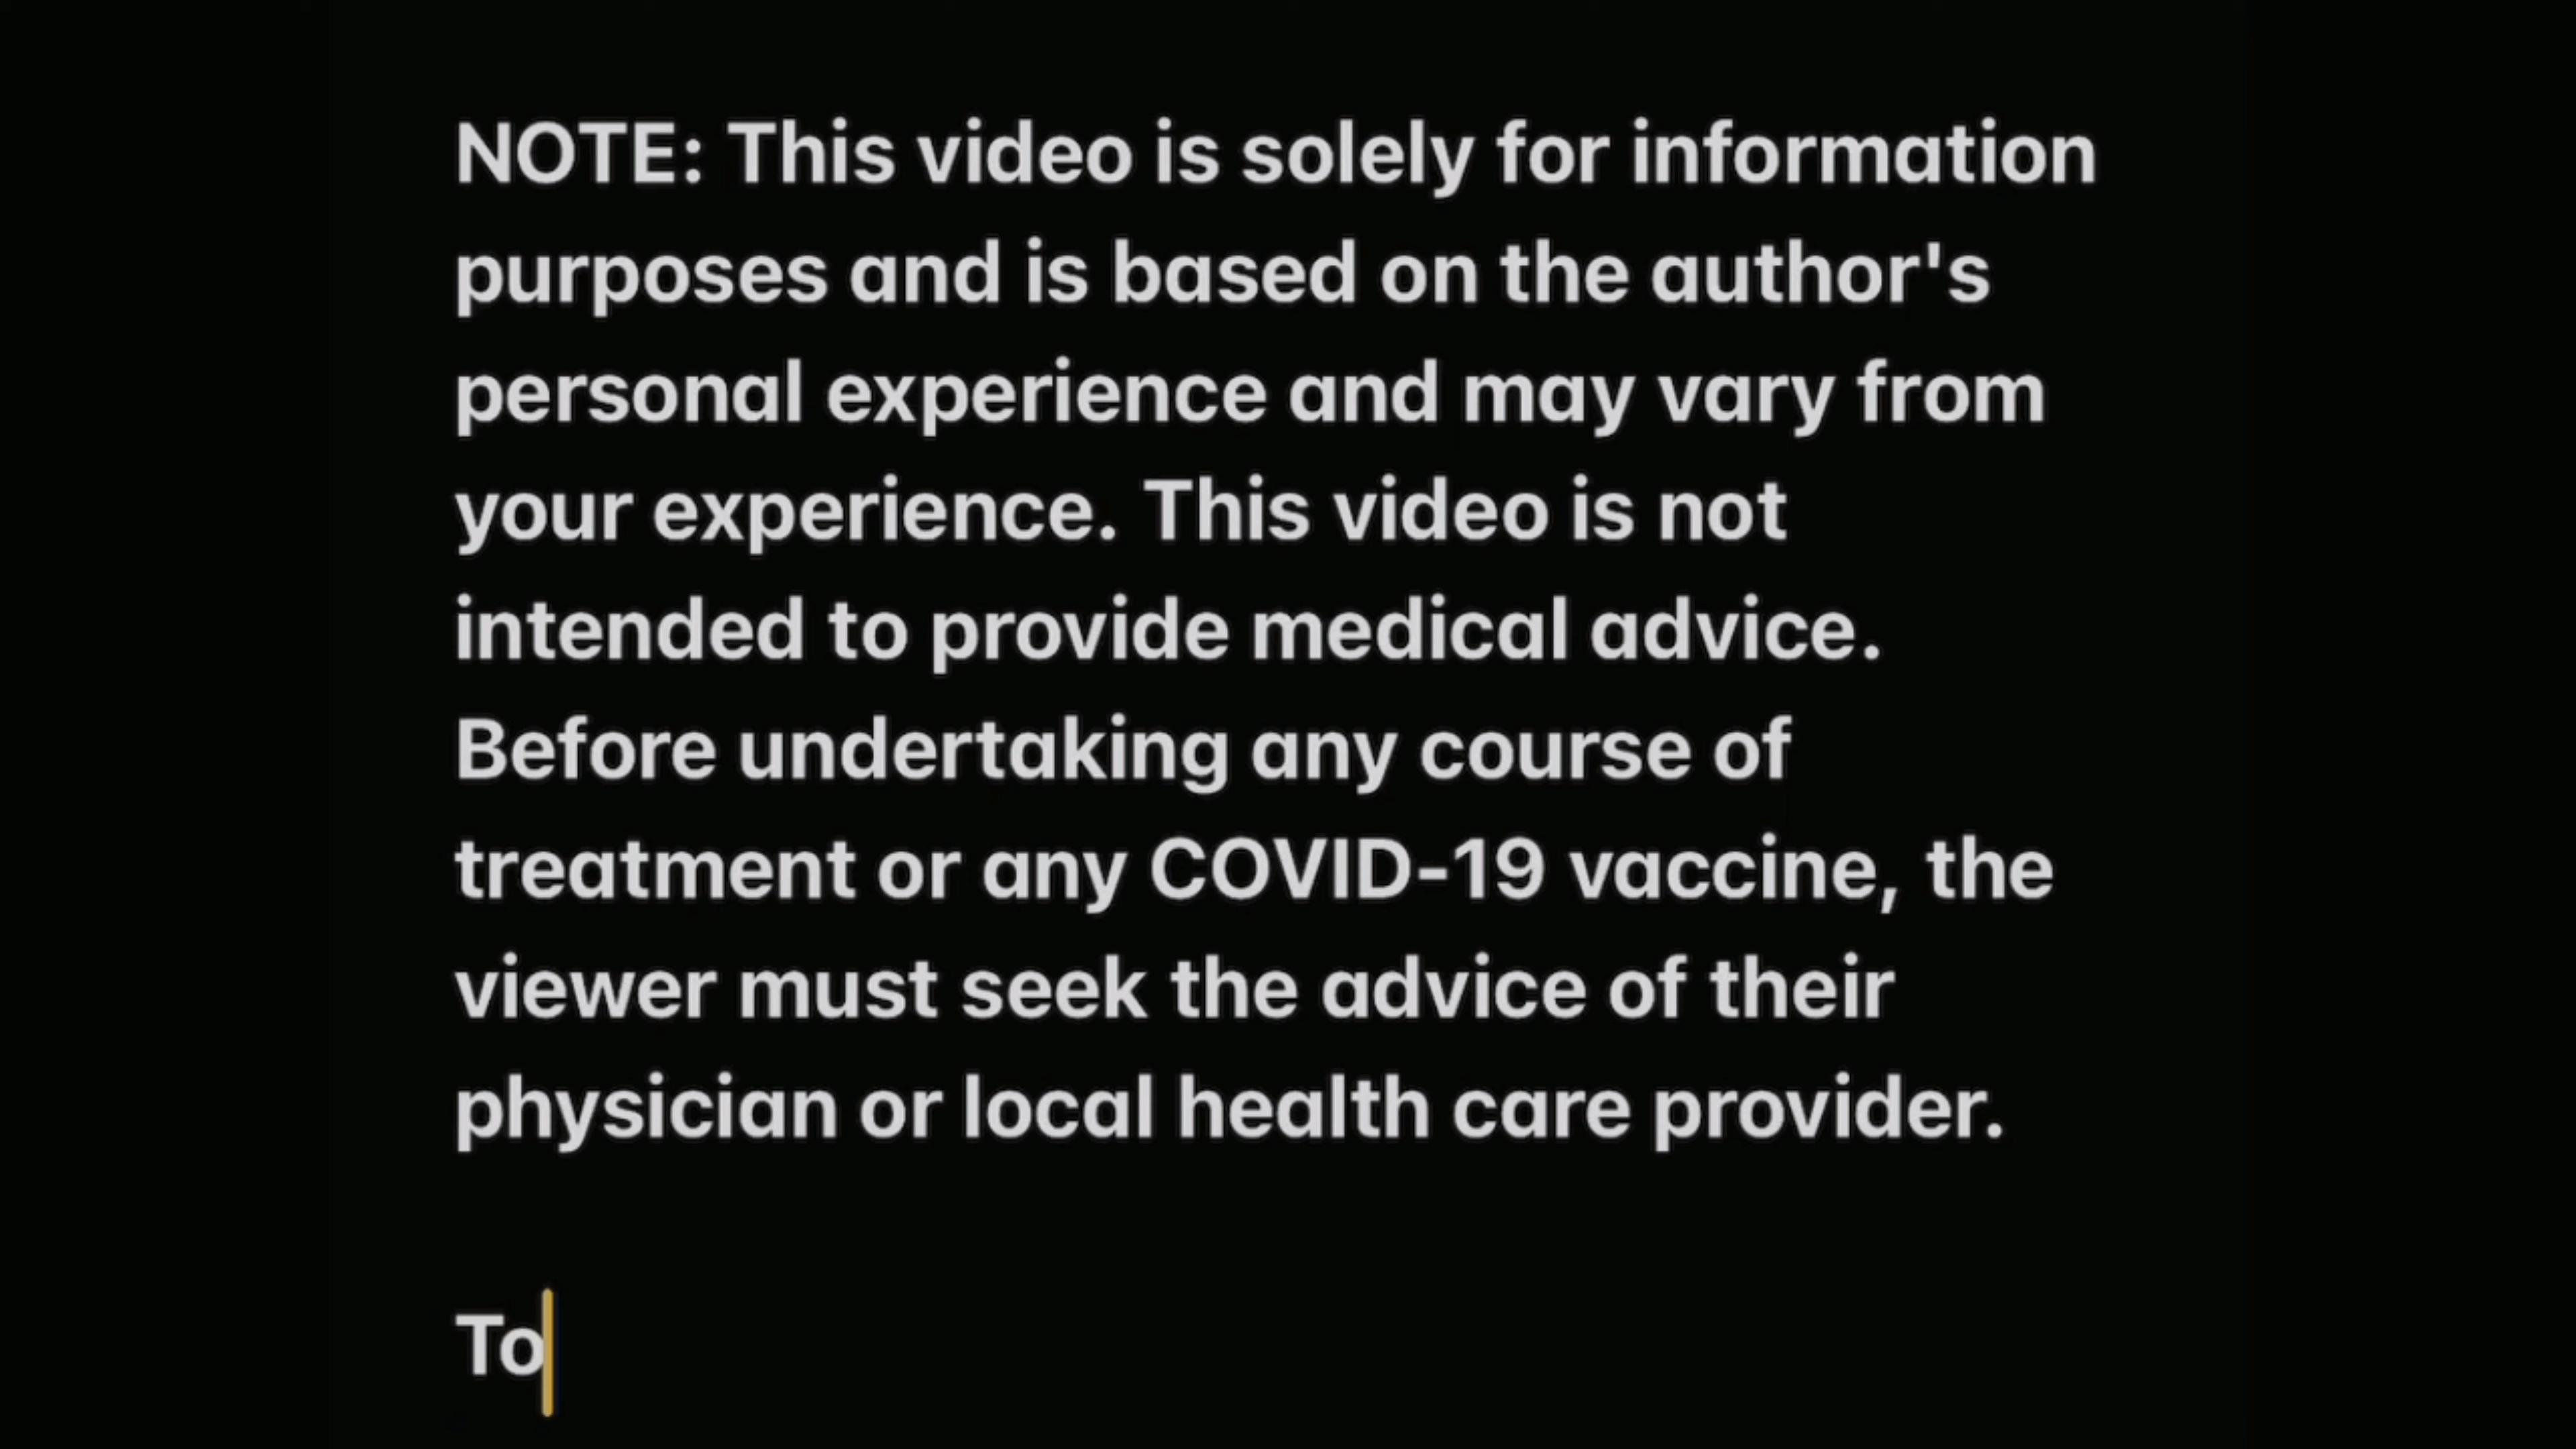 NOTE: This video is solely for information
purposes and is based on the author's
personal experience and may vary from
your experience. This video is not
intended to provide medical advice.
Before undertaking any course of
treatment or any COVID-19 vaccine, the
viewer must seek the advice of their
physician or local health care provider.
To